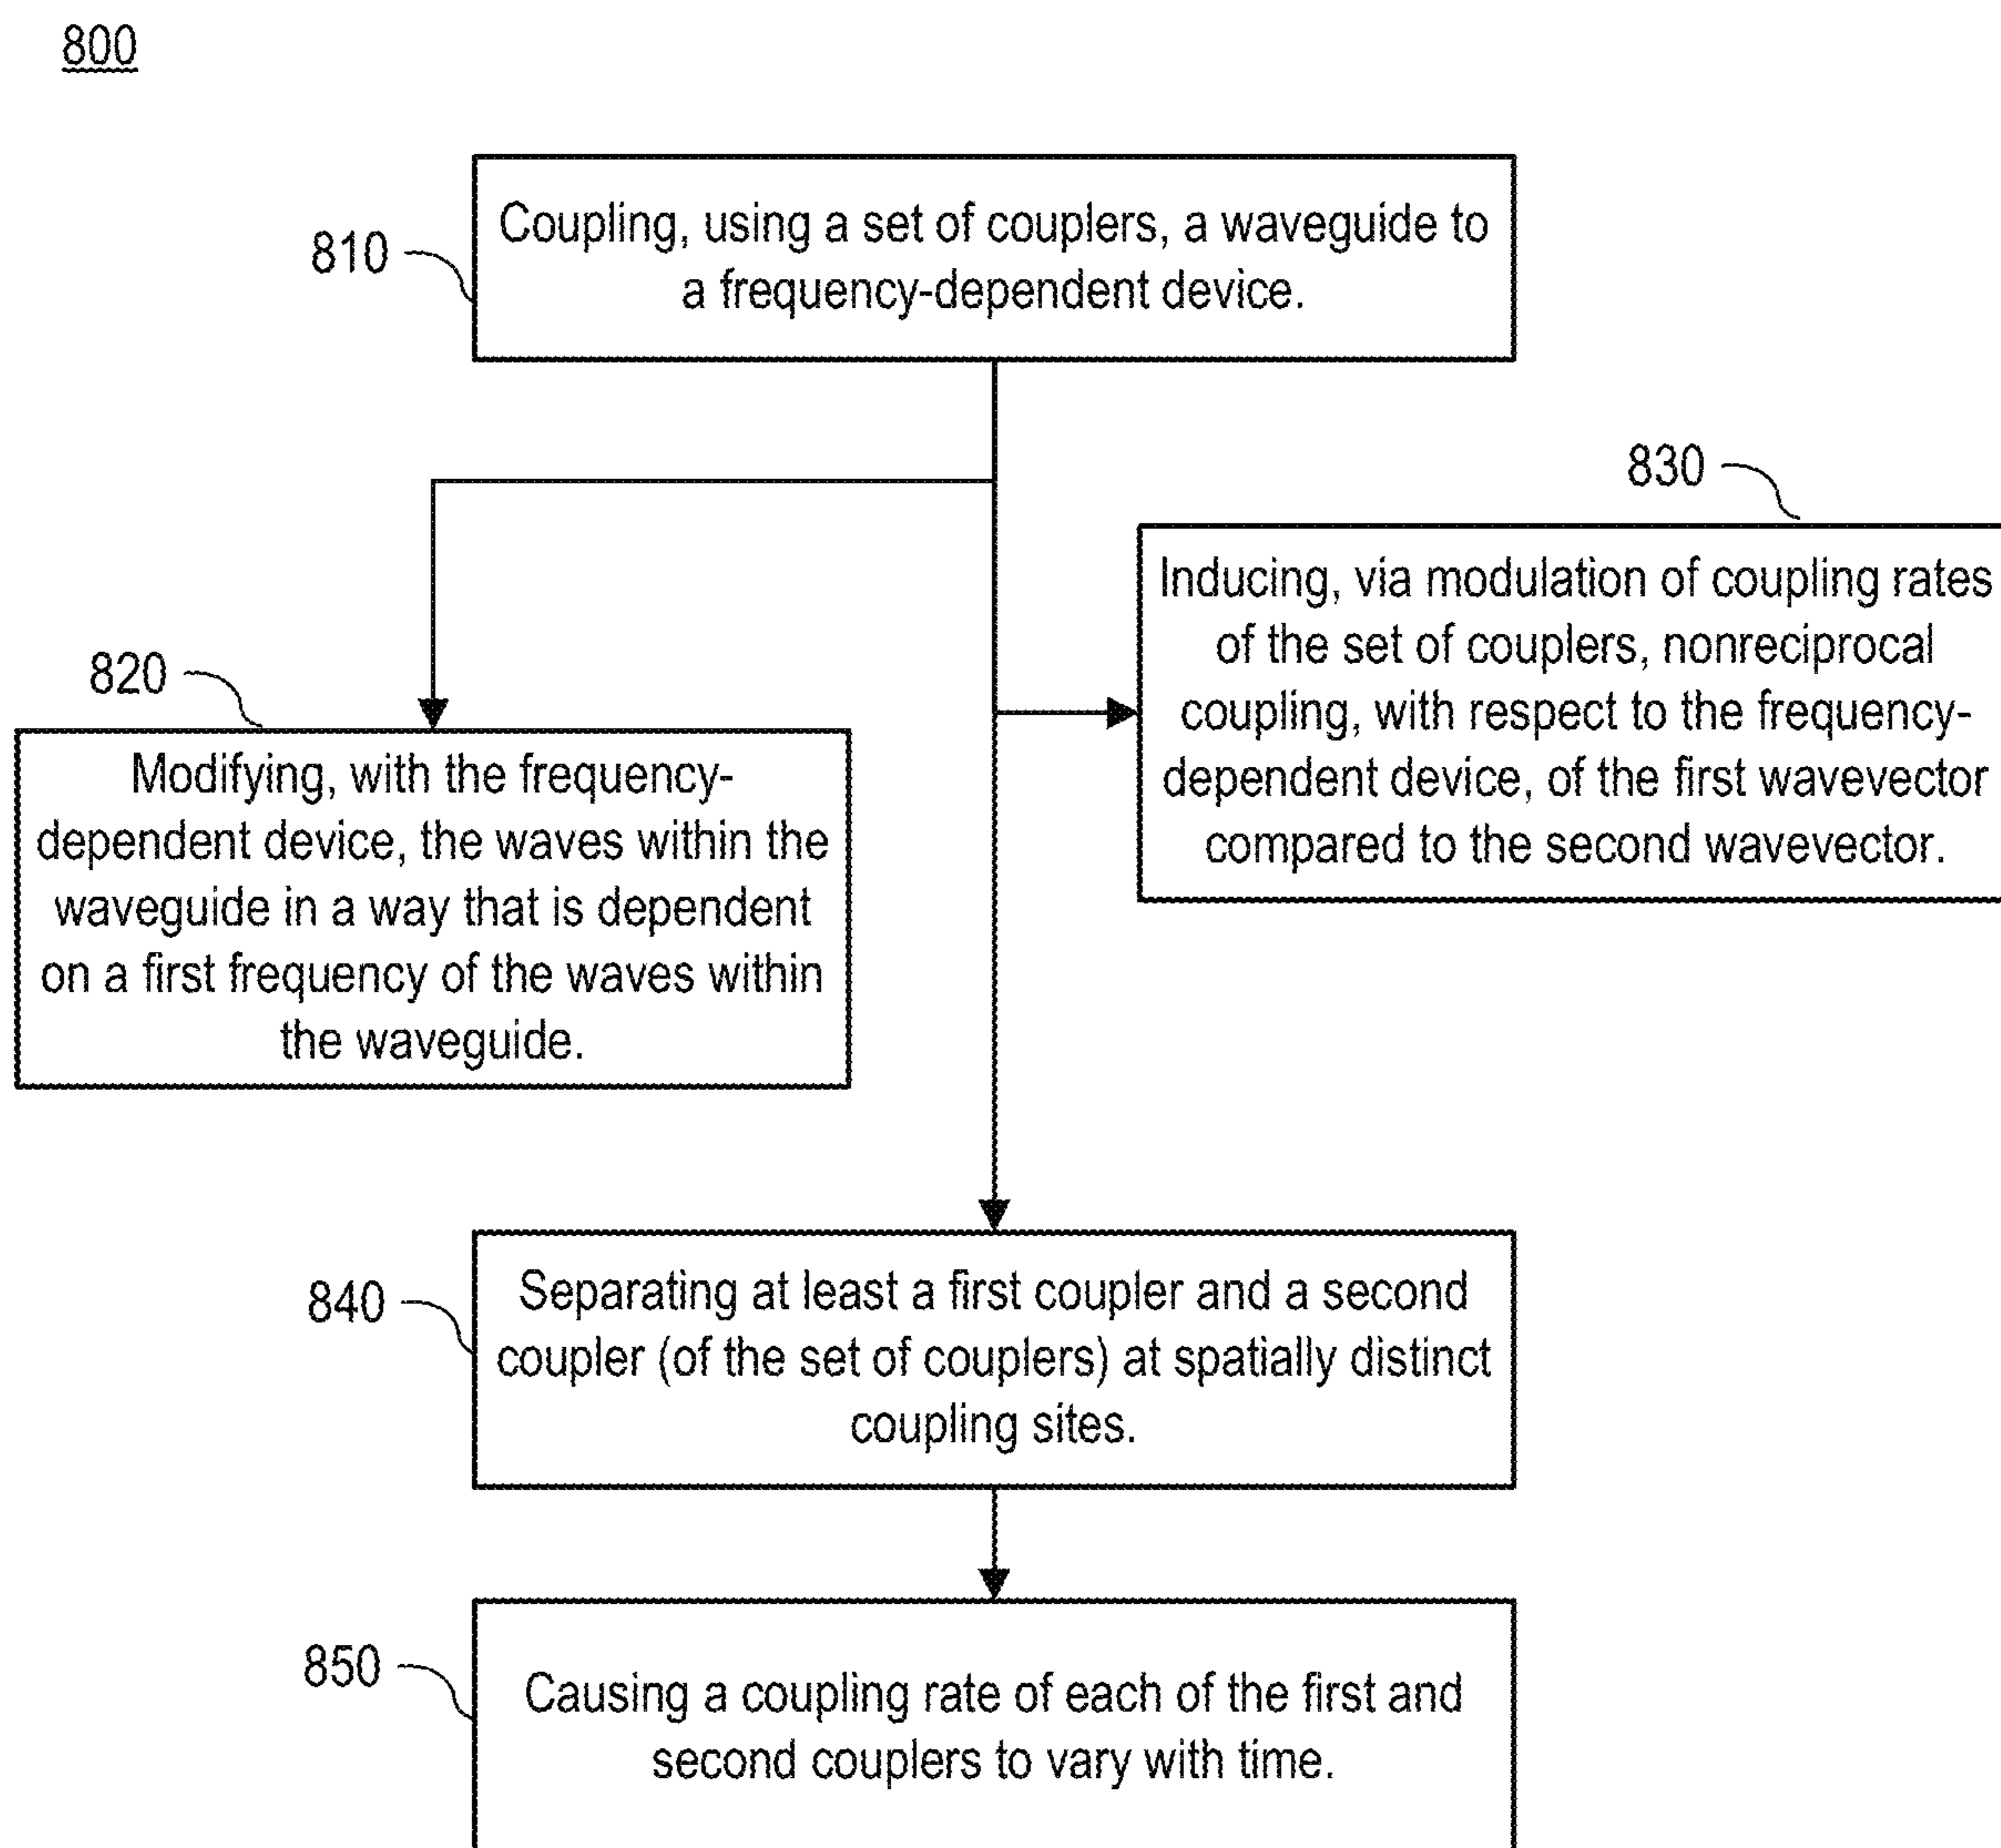 800
810
Coupling, using a set of couplers, a waveguide to
a frequency-dependent device.
830
Inducing, via modulation of coupling rates
of the set of couplers, nonreciprocal
coupling, with respect to the frequency-
dependent device, of the first wavevector
compared to the second wavevector.
820
Modifying, with the frequency-
dependent device, the waves within the
waveguide in a way that is dependent
on a first frequency of the waves within
the waveguide.
840
Separating at least a first coupler and a second
coupler (of the set of couplers) at spatially distinct
coupling sites.
850
Causing a coupling rate of each of the first and
second couplers to vary with time.